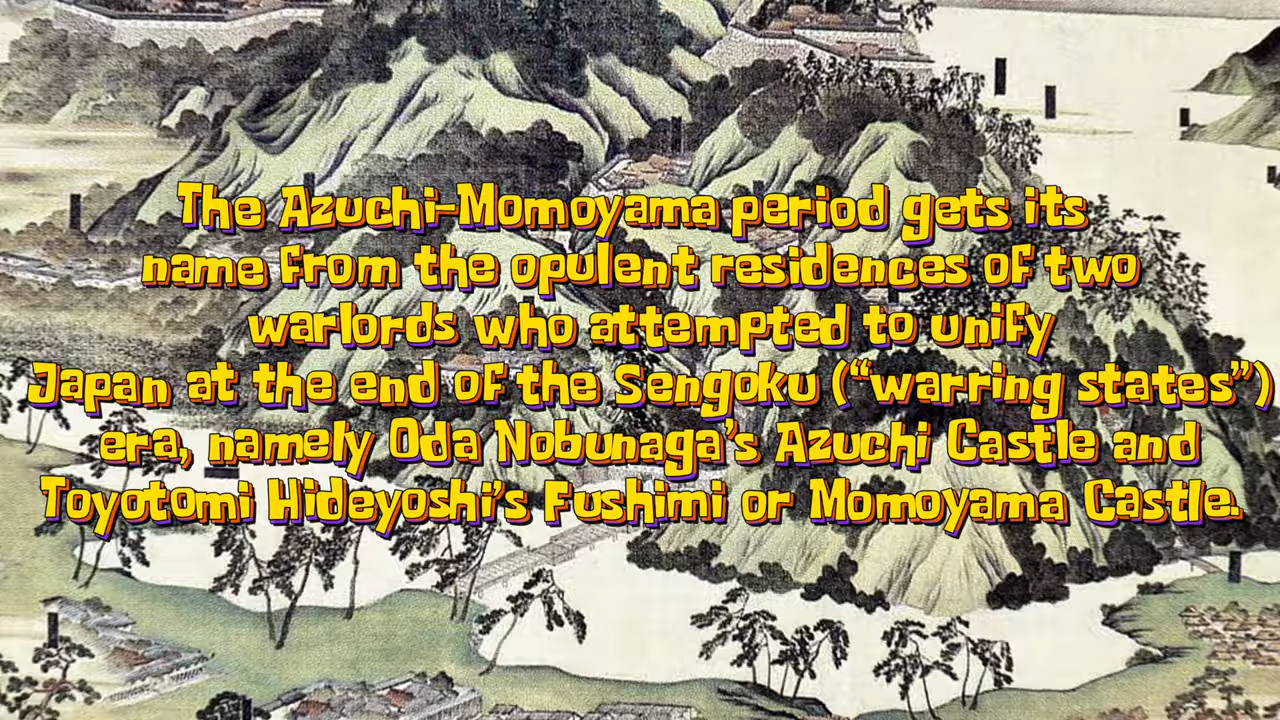 The Azuchi-Momoyama period gets its
name from the opulent residences of two
warlords who attempted to unify
Japan at the end of the Sengoku (“warring states”)
era, namely Oda Nobunaga’s Azuchi Castle and
Toyotomi Hideyoshi’s Fushimi or Momoyama Castle.